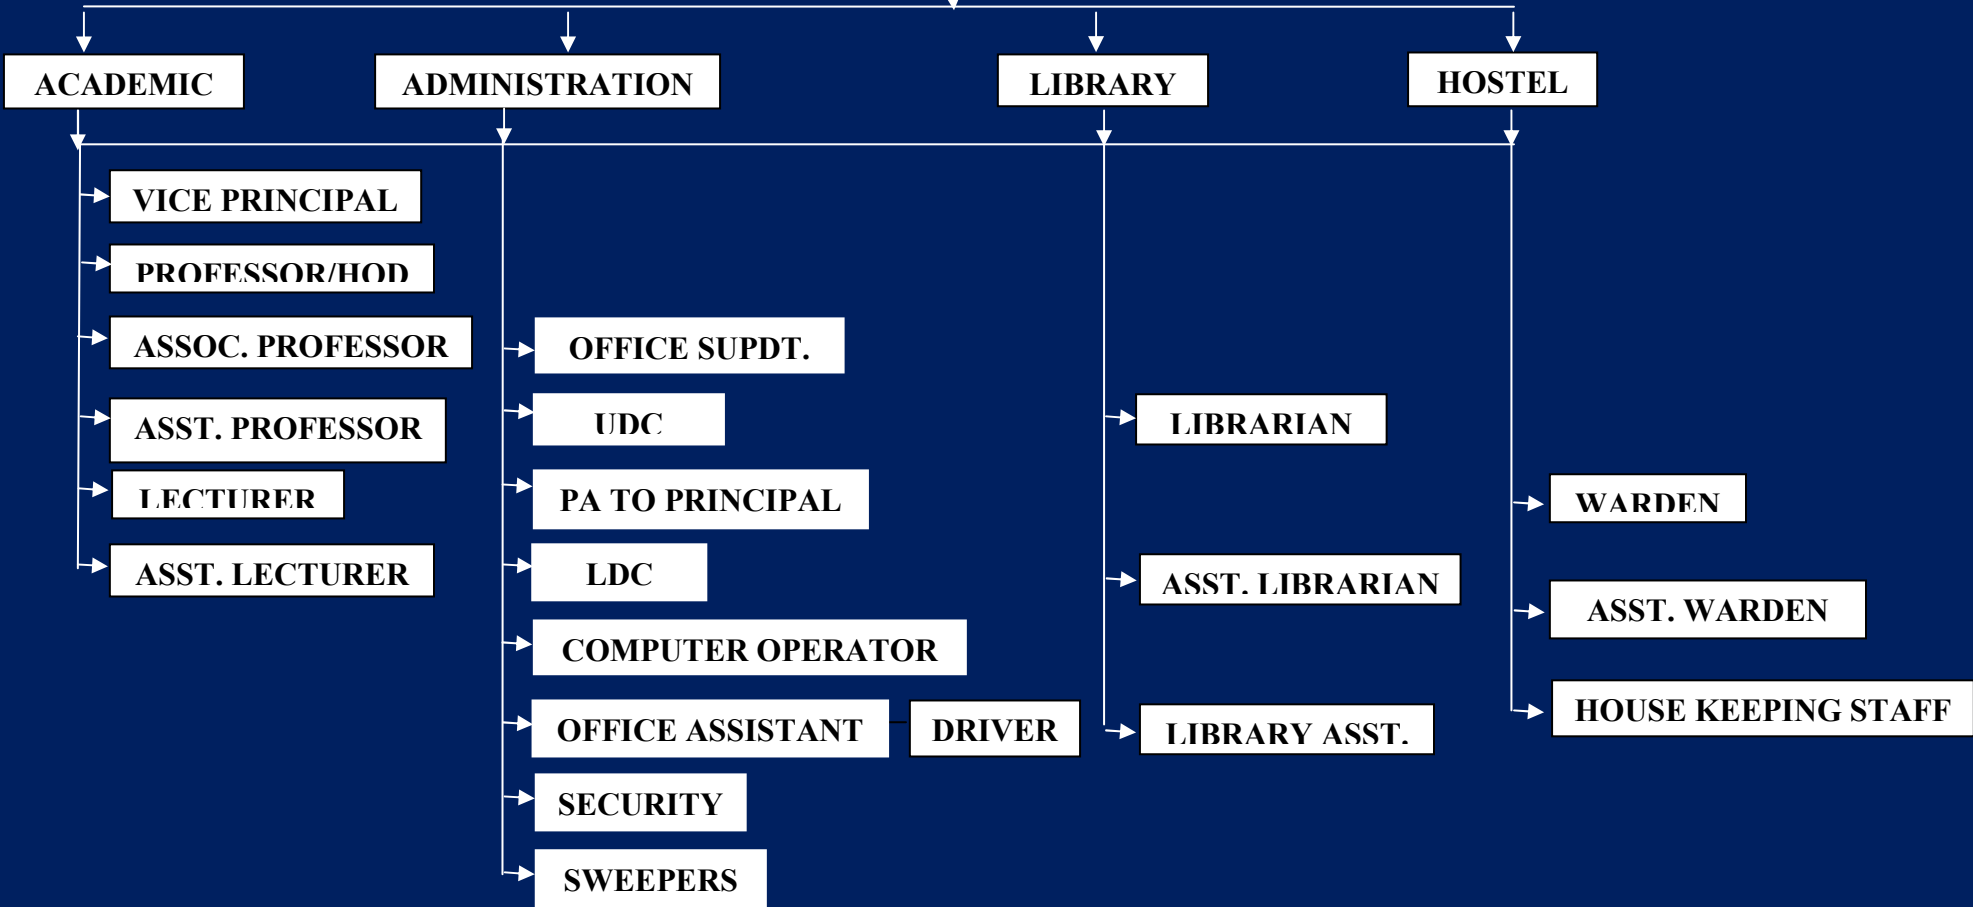 ACADEMIC
ADMINISTRATION
LIBRARY
HOSTEL
VICE PRINCIPAL
PROFESSOR/HOD
ASSOC. PROFESSOR
ASST. PROFESSOR
LECTURER
ASST. LECTURER
OFFICE SUPDT.
UDC
PA TO PRINCIPAL
LDC
COMPUTER OPERATOR
OFFICE ASSISTANT
DRIVER
SECURITY
SWEEPERS
LIBRARIAN
ASST. LIBRARIAN
LIBRARY ASST.
WARDEN
ASST. WARDEN
HOUSE KEEPING STAFF